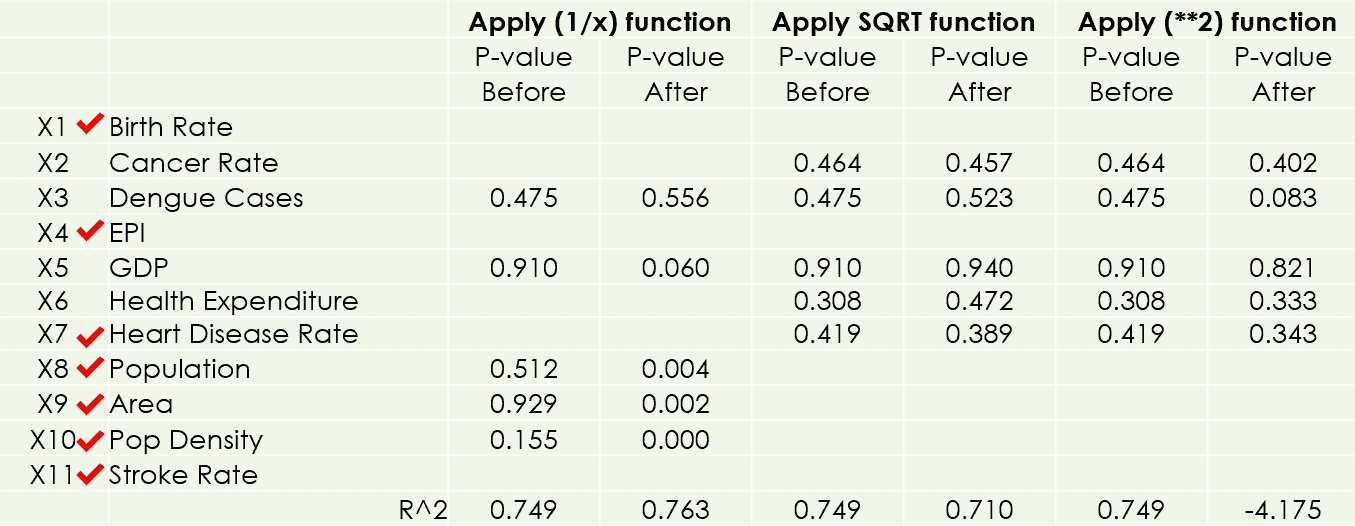 Apply (1/x) function Apply SQRT function Apply (**2) function
P-value P-value P-value P-value P-value P-value
Before After Before After Before After
X1 Birth Rate
X2 Cancer Rate 0.464 0.457 0.464 0.402
X3 Dengue Cases 0.475 0.556 0.475 0.523 0.475 0.083
X4 EPI
X5 GDP 0.910 0.060 0.910 0.940 0.910 0.821
X6 Health Expenditure 0.308 0.472 0.308 0.333
X7 Heart Disease Rate 0.419 0.389 0.419 0.343
X8 Population 0.512 0.004
X9 Area 0.929 0.002
X10 Pop Density 0.155 0.000
X11 Stroke Rate
R^2 0.749 0.763 0.749 0.710 0.749 -4.175